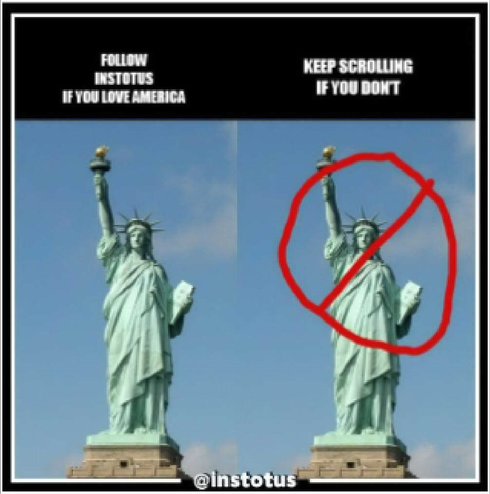 FOLLOW
INSTOTUS
IF YOU LOVE AMERICA
KEEP SCROLLING
IF YOU DON'T
@instotus